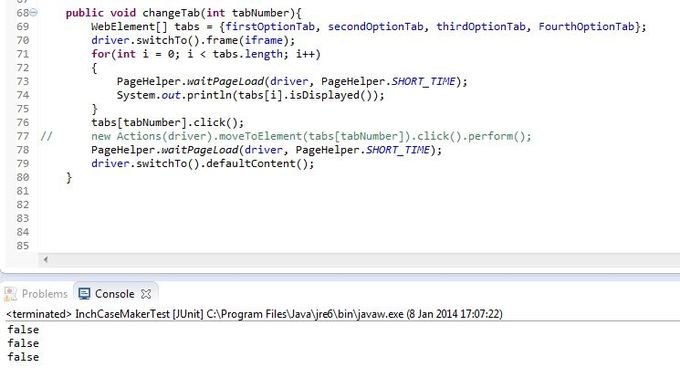 68 public void changeTab(int tabNumber){
69 WebElement[] tabs = {firstOptionTab, secondOptionTab, thirdOptionTab, FourthOptionTab};
70 driver.switchTo().frame(iframe);
71 for(int i = 0; i < tabs.length; i++)
72 {
73 PageHelper.waitPageLoad(driver, PageHelper.SHORT_TIME);
74 System.out.println(tabs[i].isDisplayed());
75 }
76 tabs[tabNumber].click();
77 // new Actions(driver).moveToElement(tabs[tabNumber]).click().perform();
78 PageHelper.waitPageLoad(driver, PageHelper.SHORT_TIME);
79 driver.switchTo().defaultContent();
80 }
81
82
83
84
85
Problems Console
<terminated> InchCaseMakerTest [JUnit] C:\Program Files\Java\jre6\bin\javaw.exe (8 Jan 2014 17:07:22)
false
false
false